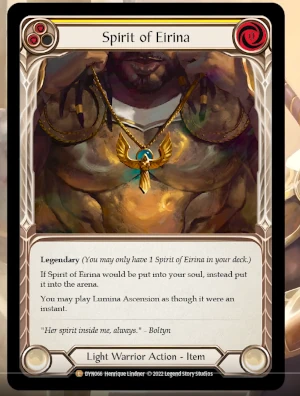 Spirit of Eirina
Legendary (You may only have 1 Spirit of Eirina in your deck.)
If Spirit of Eirina would be put into your soul, instead put
it into the arena.
You may play Lumina Ascension as though it were an
instant.
"Her spirit inside me, always." - Boltyn
Light Warrior Action - Item
DYN066 Henrique Lindner © 2022 Legend Story Studios